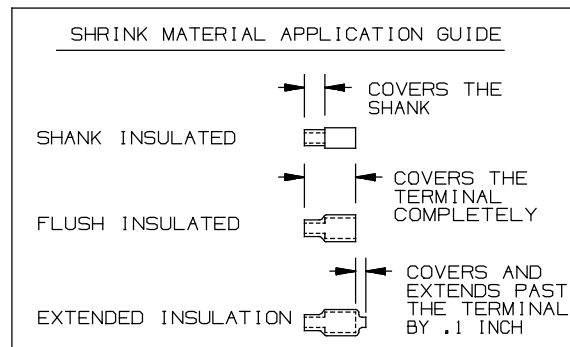 SHRINK MATERIAL APPLICATION GUIDE
COVERS THE
SHANK
SHANK INSULATED
COVERS THE
TERMINAL
COMPLETELY
FLUSH INSULATED
COVERS AND
EXTENDS PAST
THE TERMINAL
BY .1 INCH
EXTENDED INSULATION